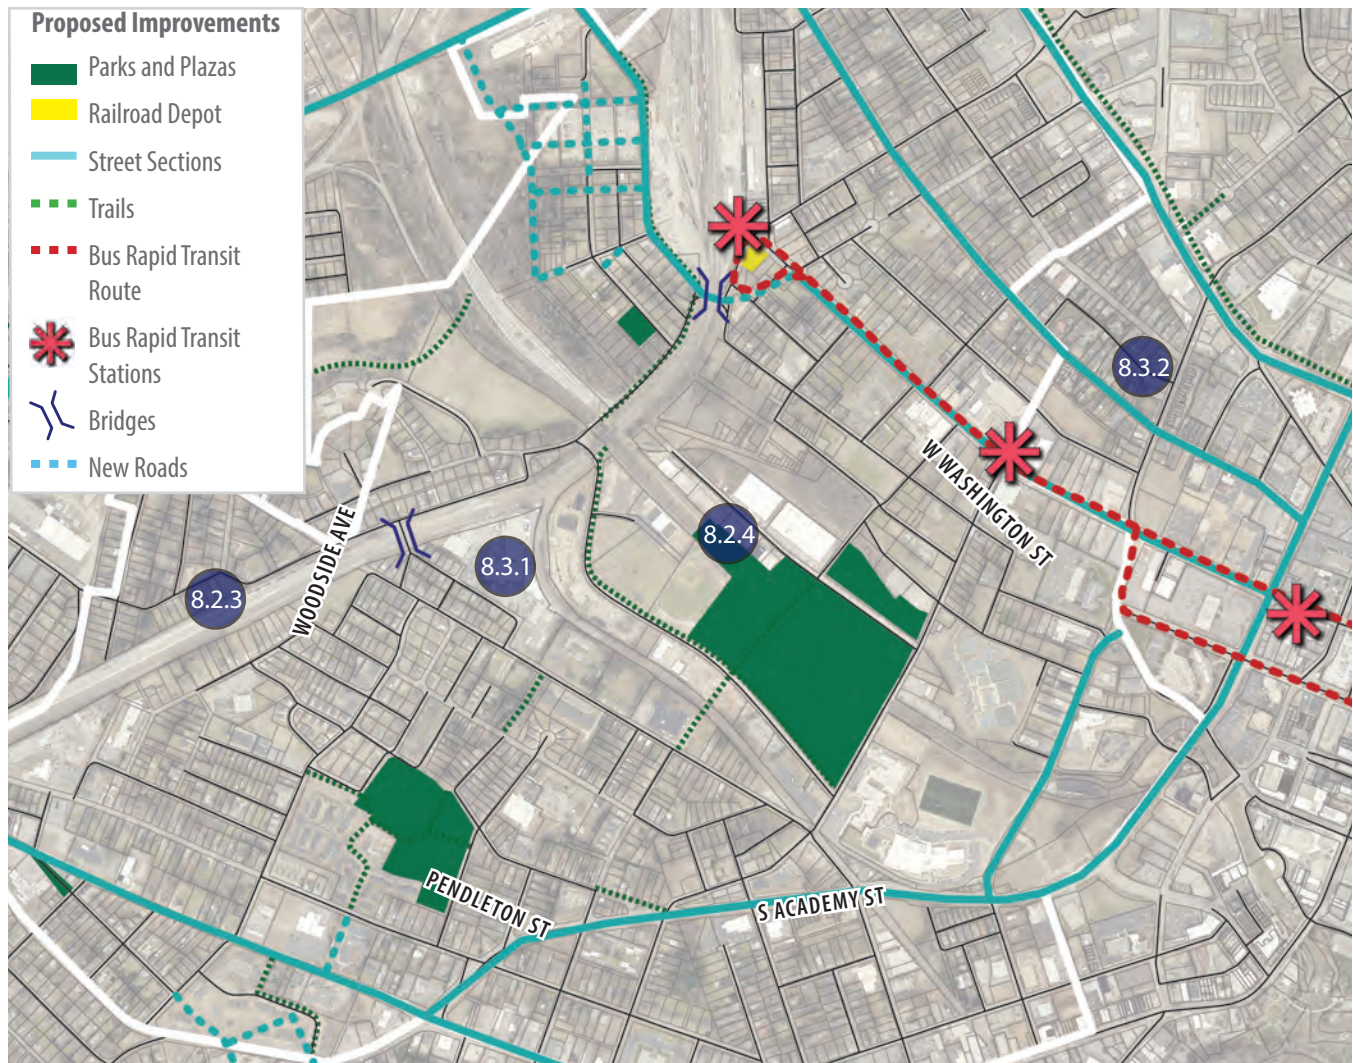 Proposed Improvements
Parks and Plazas
Railroad Depot
Street Sections
Trails
Bus Rapid Transit
Route
Bus Rapid Transit
Stations
Bridges
New Roads
8.3.2
W WASHINGTON ST
8.2.4
WOODSIDE AVE
8.3.1
8.2.3
PENDLETON ST
S ACADEMY ST